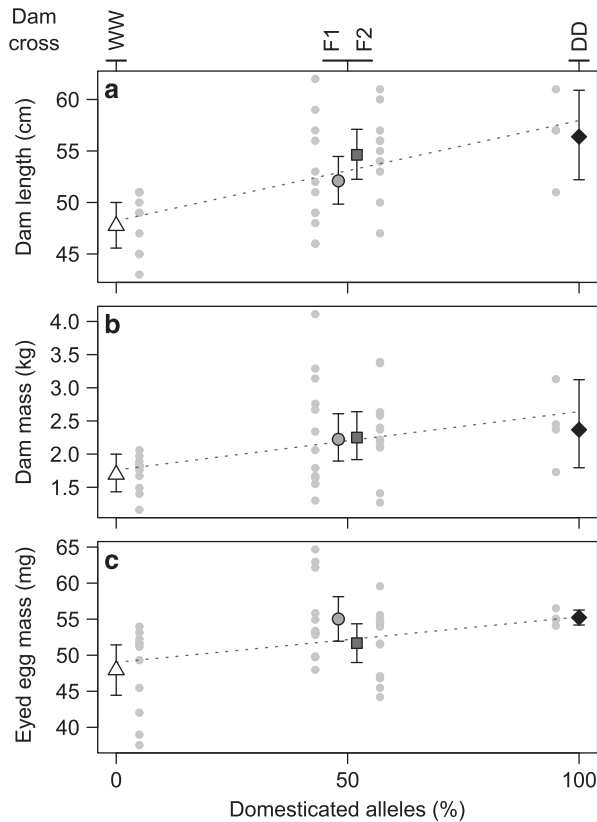 Dam
cross
WW
F1
F2
DD
a
Dam length (cm)
60
55
50
45
b
Dam mass (kg)
4.0
3.5
3.0
2.5
2.0
1.5
c
Eyed egg mass (mg)
65
60
55
50
45
40
0
50
100
Domesticated alleles (%)